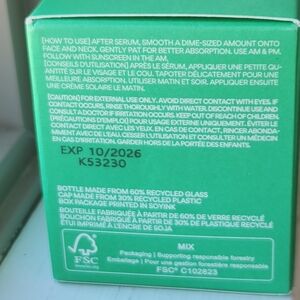 [HOW TO USE] AFTER SERUM, SMOOTH A DIME-SIZED AMOUNT ONTO
FACE AND NECK. GENTLY PAT FOR BETTER ABSORPTION. USE AM & PM.
FOLLOW WITH SUNSCREEN IN THE AM.
[CONSEILS D'UTILISATION] APRÈS LE SÉRUM, APPLIQUER UNE PETITE QU-
ANTITÉ SUR LE VISAGE ET LE COU. TAPOTER DÉLICATEMENT POUR UNE
MEILLEURE ABSORPTION. UTILISER MATIN ET SOIR. APPLIQUER ENSUITE
UNE CRÈME SOLAIRE LE MATIN.
[CAUTION] FOR EXTERNAL USE ONLY. AVOID DIRECT CONTACT WITH EYES. IF
CONTACT OCCURS, RINSE THOROUGHLY WITH WATER. DISCONTINUE USE AND
CONSULT A DOCTOR IF IRRITATION OCCURS. KEEP OUT OF REACH OF CHILDREN.
[PRÉCAUTIONS D'EMPLOI] POUR USAGE EXTERNE UNIQUEMENT. ÉVITER LE
CONTACT DIRECT AVEC LES YEUX. EN CAS DE CONTACT, RINCER ABONDA-
MMENT AVEC DE L'EAU. CESSER L'UTILISATION ET CONSULTER UN MÉDECIN
EN CAS D'IRRITATION. GARDER HORS DE LA PORTÉE DES ENFANTS.
EXP 10/2026
K53230
BOTTLE MADE FROM 60% RECYCLED GLASS
CAP MADE FROM 30% RECYCLED PLASTIC
BOX PACKAGE PRINTED IN SOY INK
BOUTEILLE FABRIQUÉE À PARTIR DE 60% DE VERRE RECYCLÉ
BOUCHON FABRIQUÉ À PARTIR DE 30% DE PLASTIQUE RECYCLÉ
ÉTUI IMPRIMÉ À L'ENCRE DE SOJA
FSC
www.fsc.org
MIX
Packaging | Supporting responsible forestry
Emballage | Pour une gestion forestière responsable
FSC® C102823